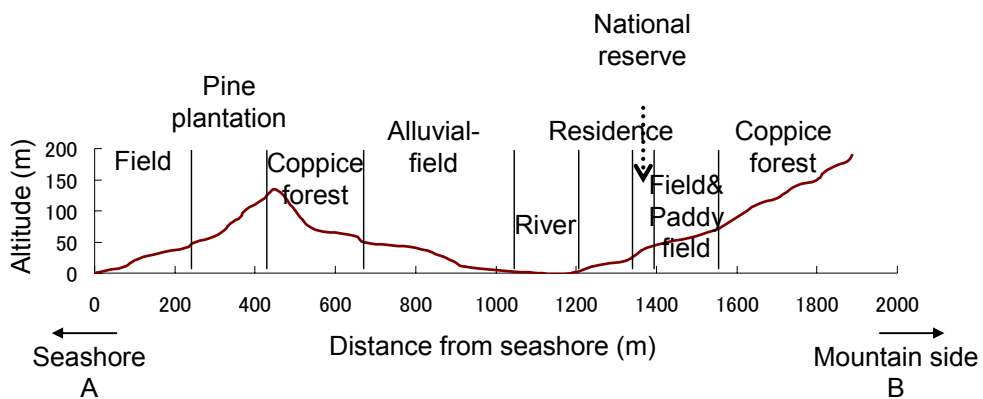 National
reserve
Pine
plantation
Alluvial-
field
Residence
Coppice
forest
Field
Coppice
forest
Field&
Paddy
field
River
Altitude (m)
200
150
100
50
0
0 200 400 600 800 1000 1200 1400 1600 1800 2000
Distance from seashore (m)
Seashore
A
Mountain side
B